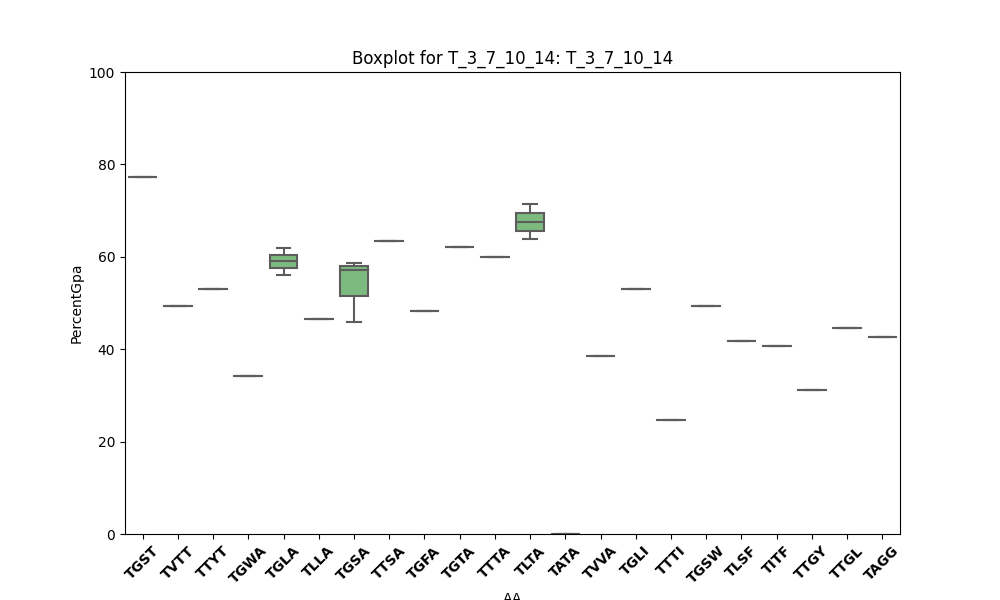 Boxplot for T_3_7_10_14: T_3_7_10_14
100
80
60
40
20
0
PercentGpa
TGST
TVTT
TTYT
TGWA
TGLA
TLLA
TGSA
TTSA
TGFA
TGTA
TTTA
TLTA
TATA
TVVA
TGLI
TTTI
TGSW
TLSF
TITF
TTGY
TTGL
TAGG
AA